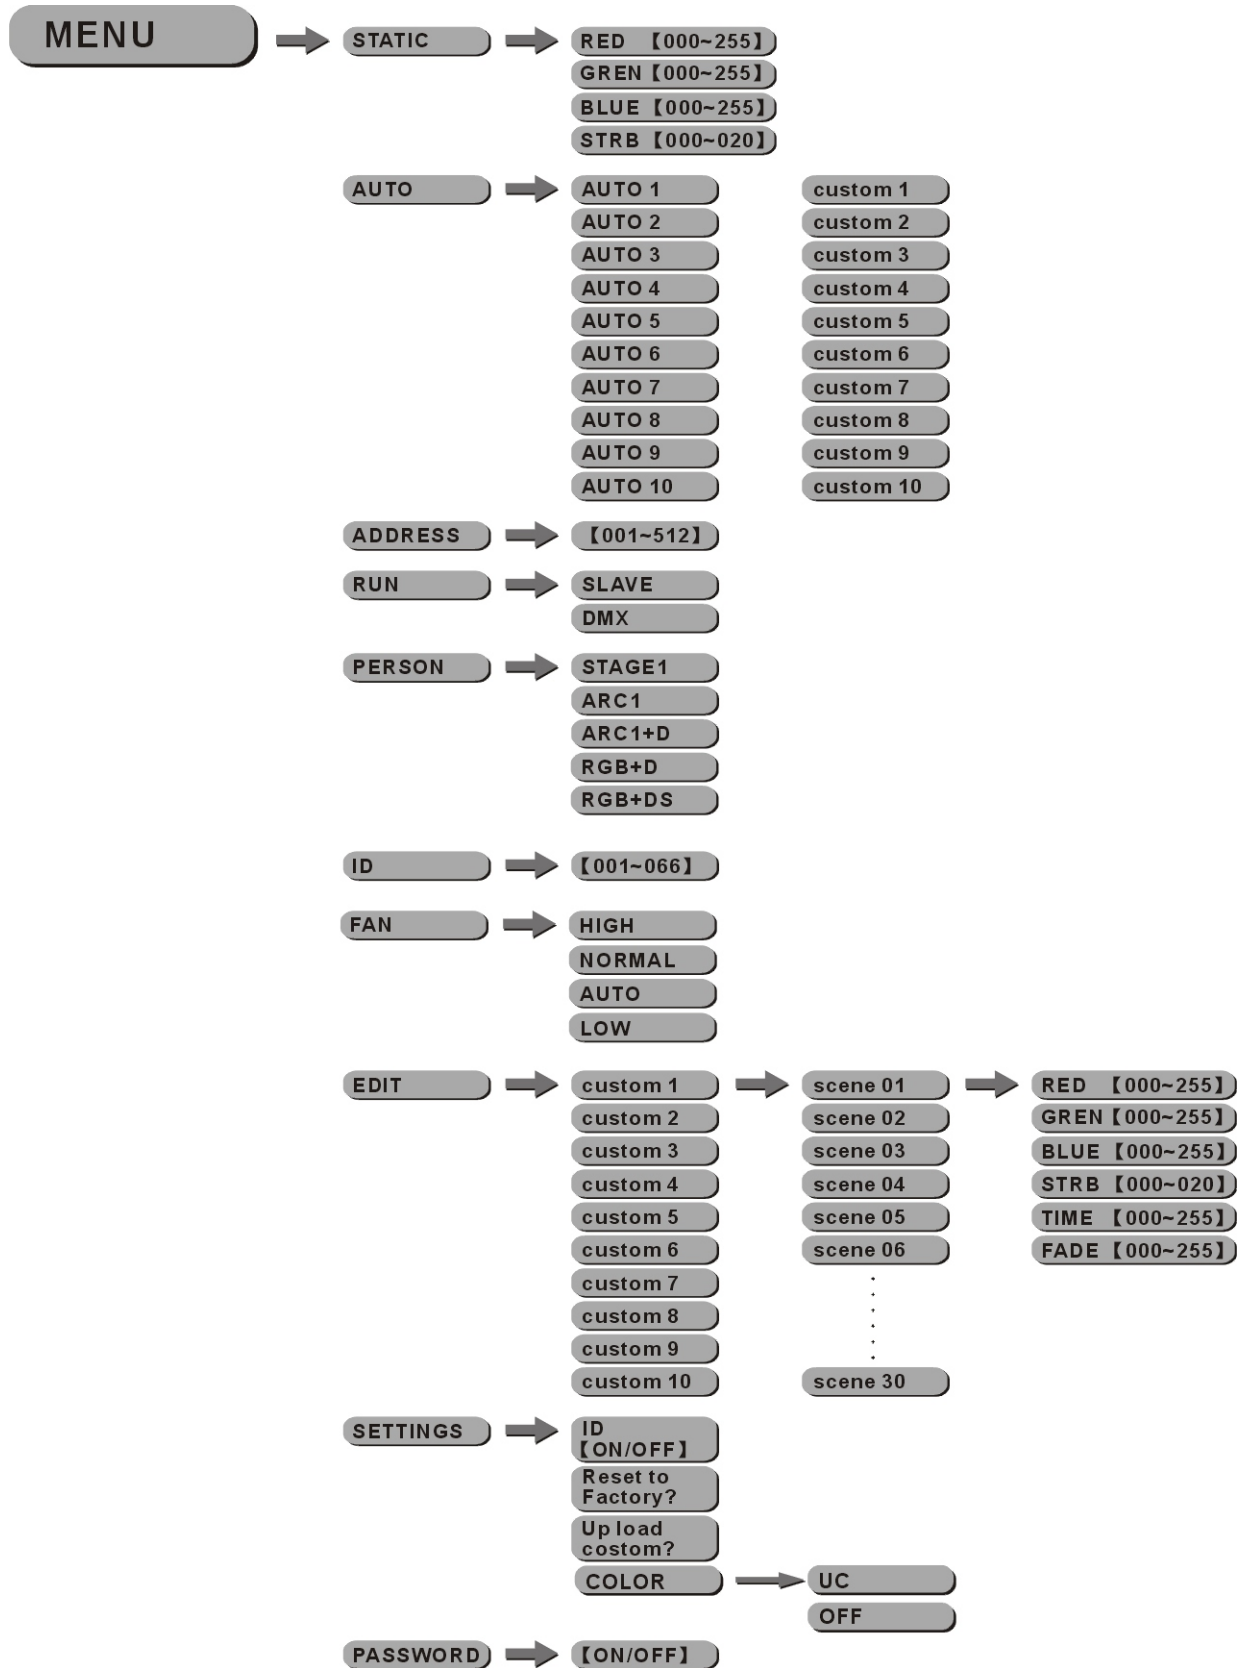 MENU
STATIC
RED 【000~255】
GREN【000~255】
BLUE 【000~255】
STRB 【000~020】
AUTO
AUTO 1
custom 1
AUTO 2
custom 2
AUTO 3
custom 3
AUTO 4
custom 4
AUTO 5
custom 5
AUTO 6
custom 6
AUTO 7
custom 7
AUTO 8
custom 8
AUTO 9
custom 9
AUTO 10
custom 10
ADDRESS
【001~512】
RUN
SLAVE
DMX
PERSON
STAGE1
ARC1
ARC1+D
RGB+D
RGB+DS
ID
【001~066】
FAN
HIGH
NORMAL
AUTO
LOW
EDIT
custom 1
scene 01
RED 【000~255】
custom 2
scene 02
GREN【000~255】
custom 3
scene 03
BLUE 【000~255】
custom 4
scene 04
STRB 【000~020】
custom 5
scene 05
TIME 【000~255】
custom 6
scene 06
FADE 【000~255】
custom 7
custom 8
custom 9
custom 10
scene 30
SETTINGS
ID
【ON/OFF】
Reset to
Factory?
Up load
costom?
COLOR
UC
OFF
PASSWORD
【ON/OFF】